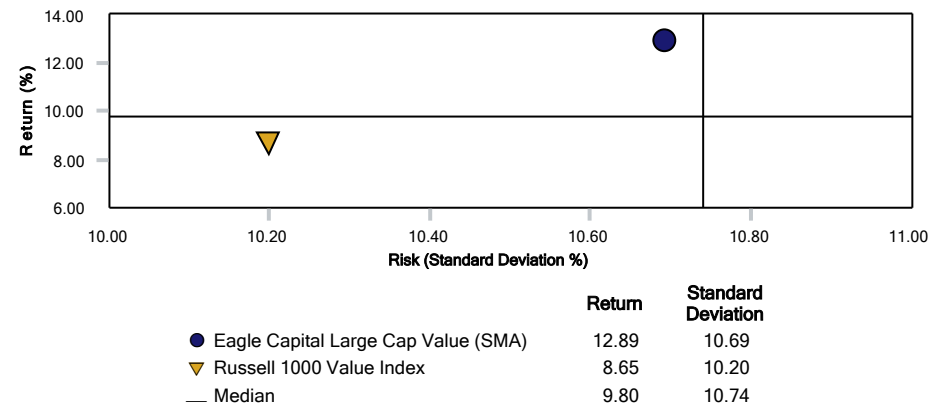 14.00
12.00
10.00
8.00
6.00
Return (%)
10.00 10.20 10.40 10.60 10.80 11.00
Risk (Standard Deviation %)
Return Standard Deviation
Eagle Capital Large Cap Value (SMA) 12.89 10.69
Russell 1000 Value Index 8.65 10.20
Median 9.80 10.74